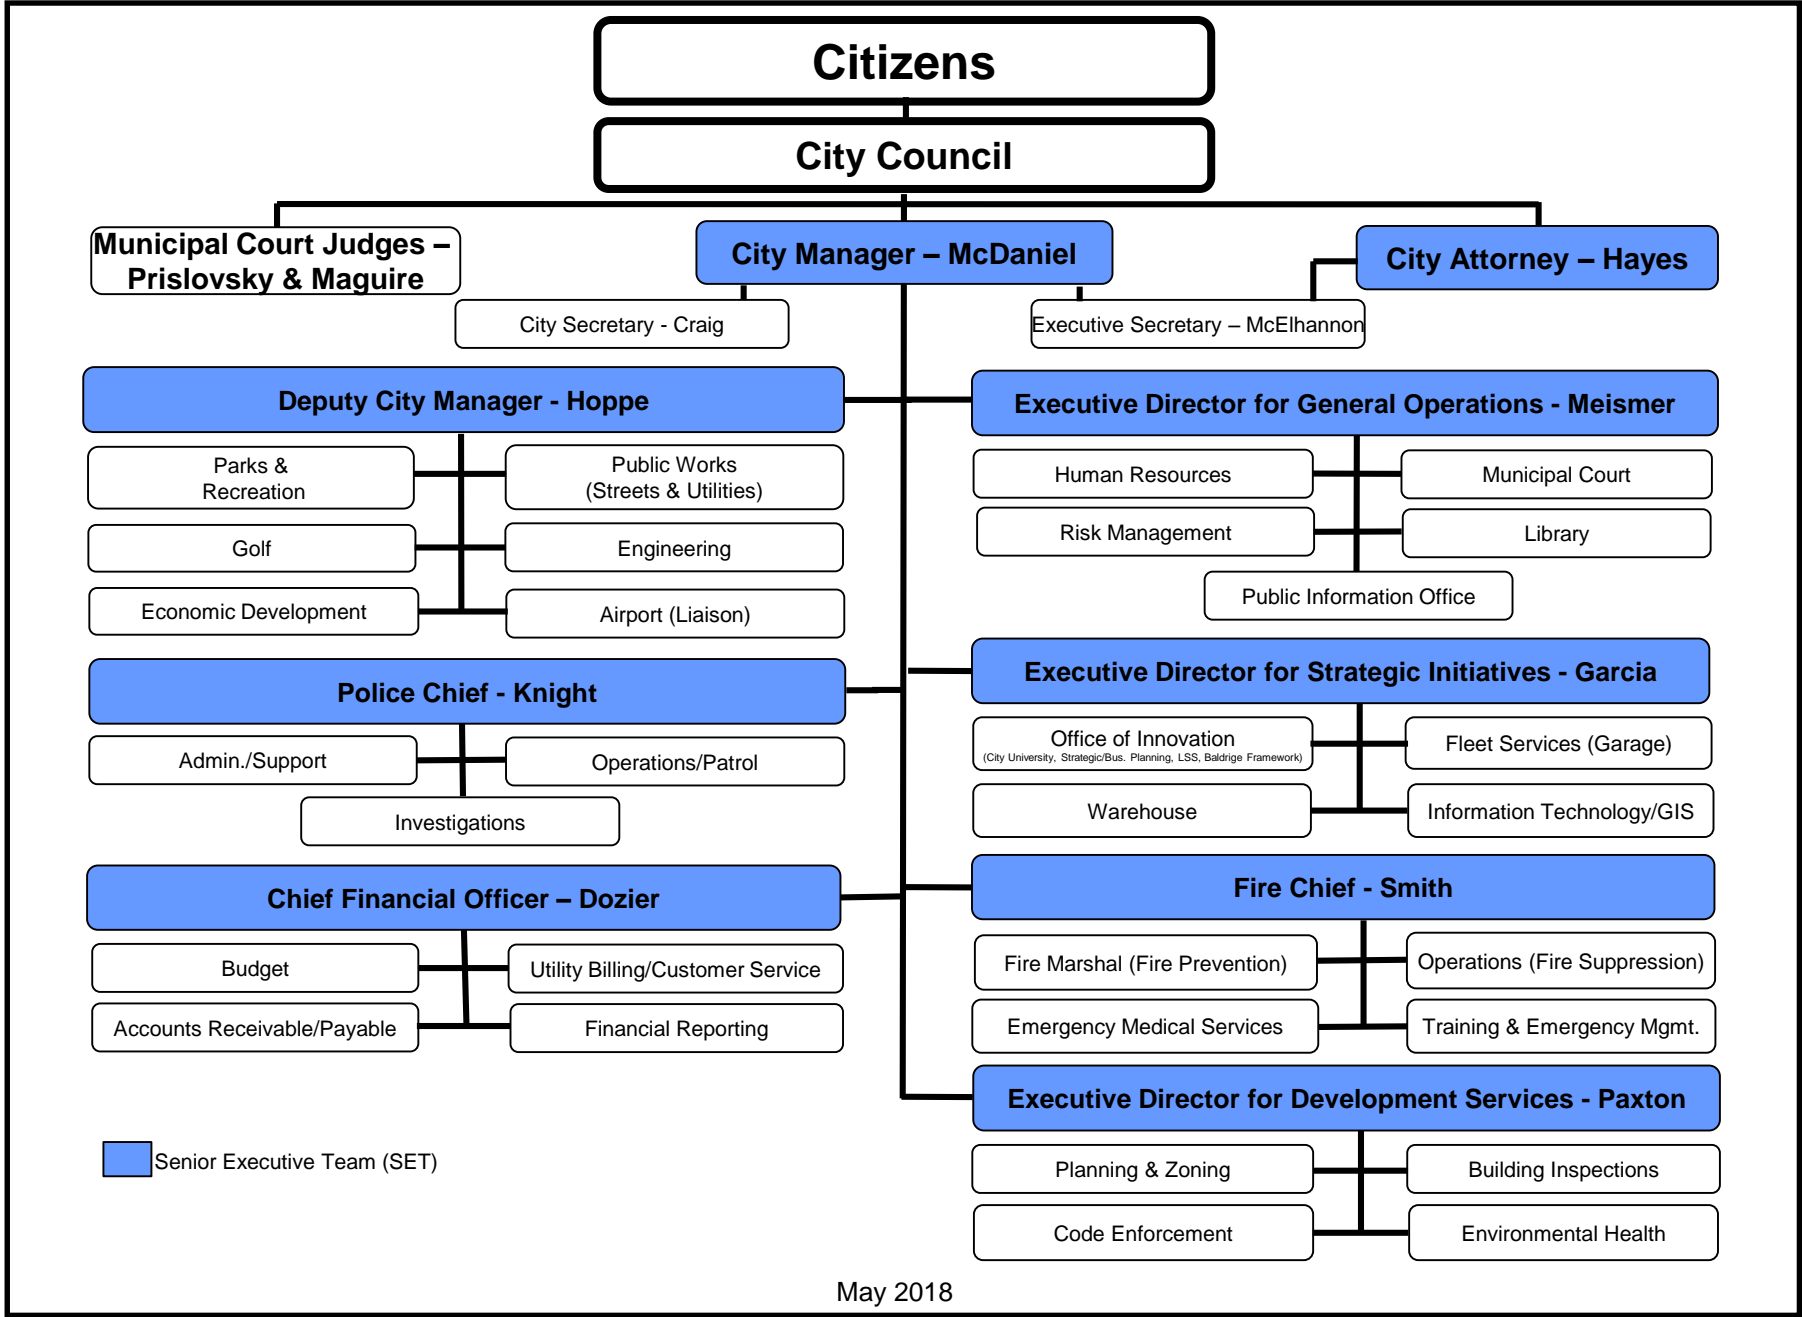 Citizens
City Council
Municipal Court Judges –
Prislovsky & Maguire
City Manager – McDaniel
City Attorney – Hayes
City Secretary - Craig
Executive Secretary – McElhannon
Deputy City Manager - Hoppe
Parks &
Recreation
Public Works
(Streets & Utilities)
Golf
Engineering
Economic Development
Airport (Liaison)
Executive Director for General Operations - Meismer
Human Resources
Municipal Court
Risk Management
Library
Public Information Office
Police Chief - Knight
Admin./Support
Operations/Patrol
Investigations
Executive Director for Strategic Initiatives - Garcia
Office of Innovation
(City University, Strategic/Bus. Planning, LSS, Baldrige Framework)
Fleet Services (Garage)
Warehouse
Information Technology/GIS
Chief Financial Officer – Dozier
Budget
Utility Billing/Customer Service
Accounts Receivable/Payable
Financial Reporting
Fire Chief - Smith
Fire Marshal (Fire Prevention)
Operations (Fire Suppression)
Emergency Medical Services
Training & Emergency Mgmt.
Executive Director for Development Services - Paxton
Planning & Zoning
Building Inspections
Code Enforcement
Environmental Health
Senior Executive Team (SET)
May 2018